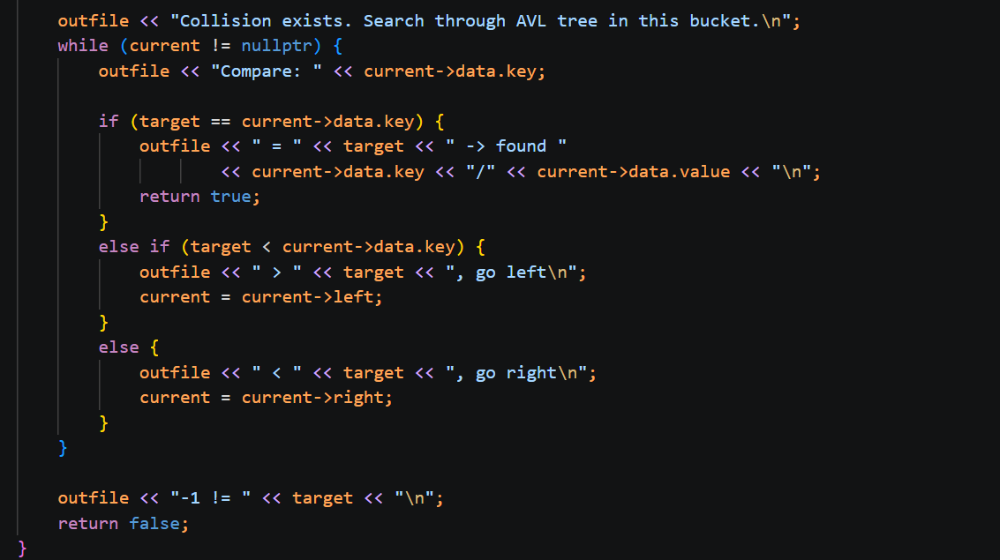 outfile << "Collision exists. Search through AVL tree in this bucket.\n";
while (current != nullptr) {
outfile << "Compare: " << current->data.key;
if (target == current->data.key) {
outfile << " = " << target << " -> found "
<< current->data.key << "/" << current->data.value << "\n";
return true;
}
else if (target < current->data.key) {
outfile << " > " << target << ", go left\n";
current = current->left;
}
else {
outfile << " < " << target << ", go right\n";
current = current->right;
}
}
outfile << "-1 != " << target << "\n";
return false;
}